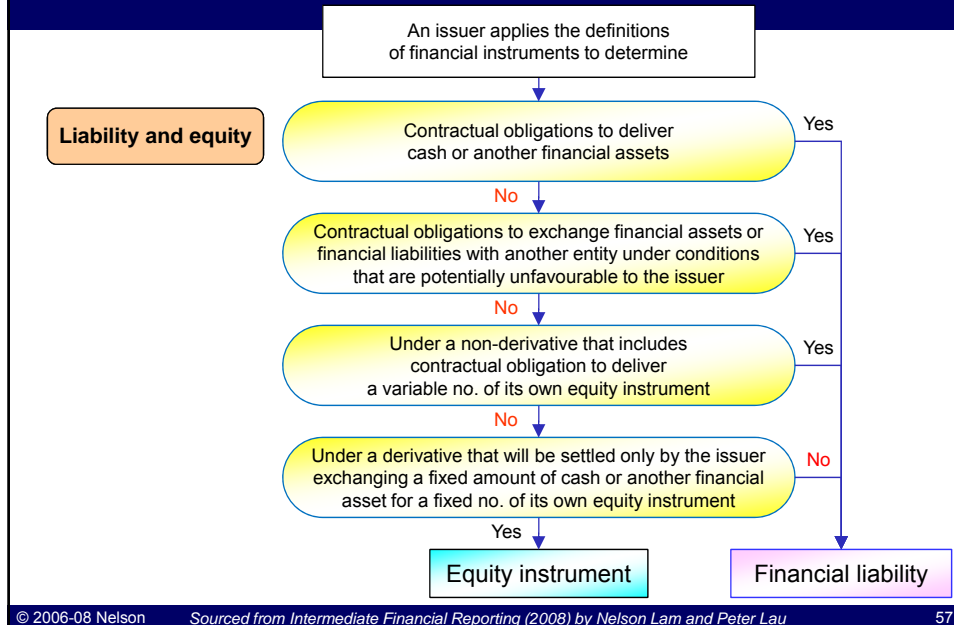 An issuer applies the definitions
of financial instruments to determine
Liability and equity
Contractual obligations to deliver
cash or another financial assets
Yes
No
Contractual obligations to exchange financial assets or
financial liabilities with another entity under conditions
that are potentially unfavourable to the issuer
Yes
No
Under a non-derivative that includes
contractual obligation to deliver
a variable no. of its own equity instrument
Yes
No
Under a derivative that will be settled only by the issuer
exchanging a fixed amount of cash or another financial
asset for a fixed no. of its own equity instrument
No
Yes
Equity instrument
Financial liability
© 2006-08 Nelson
Sourced from Intermediate Financial Reporting (2008) by Nelson Lam and Peter Lau
57